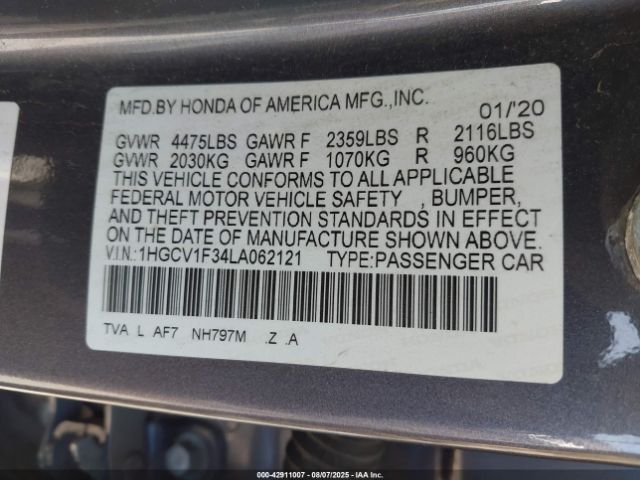 MFD.BY HONDA OF AMERICA MFG.,INC. 01/'20
GVWR 4475LBS GAWR F 2359LBS R 2116LBS
GVWR 2030KG GAWR F 1070KG R 960KG
THIS VEHICLE CONFORMS TO ALL APPLICABLE
FEDERAL MOTOR VEHICLE SAFETY , BUMPER,
AND THEFT PREVENTION STANDARDS IN EFFECT
ON DATE OF MANUFACTURE SHOWN ABOVE.
V.I.N.:1HGCV1F34LA062121 TYPE:PASSENGER CAR
TVA L AF7 NH797M .Z .A
000-42911007 - 08/07/2025 - IAA Inc.